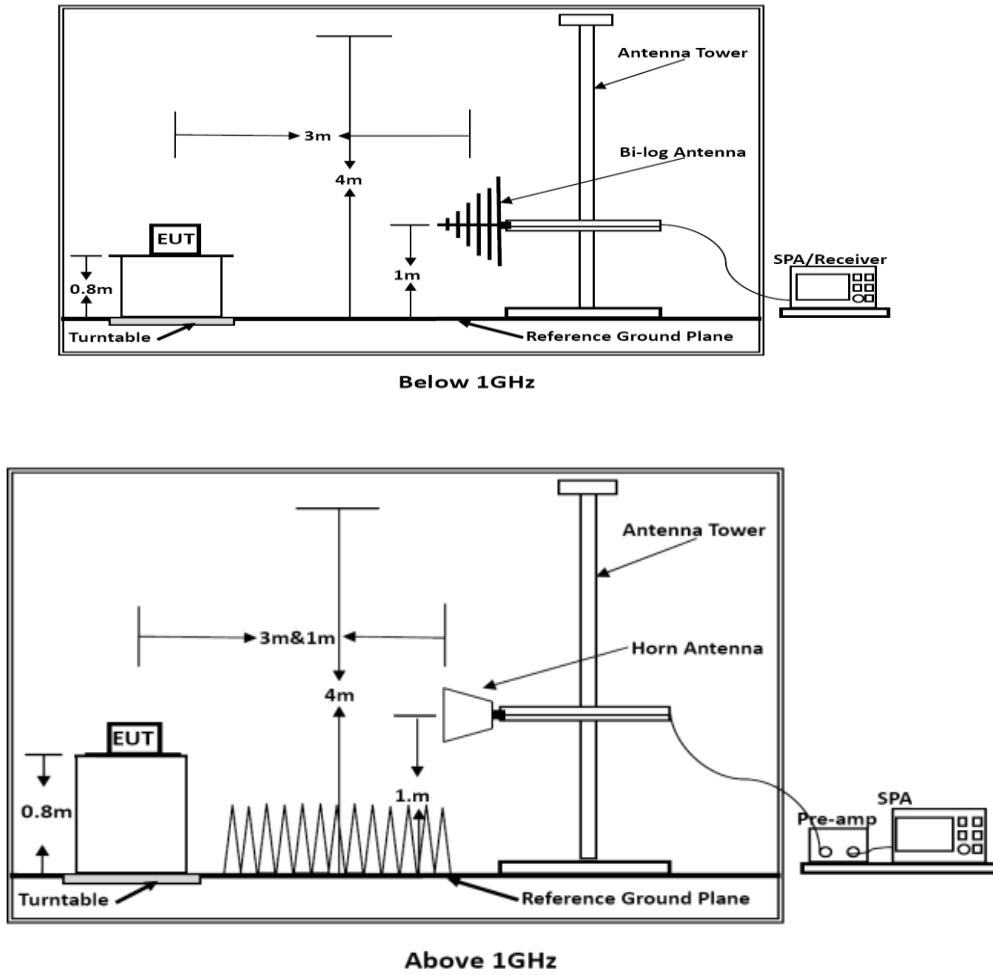 Antenna Tower
3m
Bi-log Antenna
4m
EUT
1m
SPA/Receiver
0.8m
Turntable
Reference Ground Plane
Below 1GHz
Antenna Tower
3m&1m
Horn Antenna
4m
EUT
1.m
0.8m
SPA
Pre-amp
Turntable
Reference Ground Plane
Above 1GHz